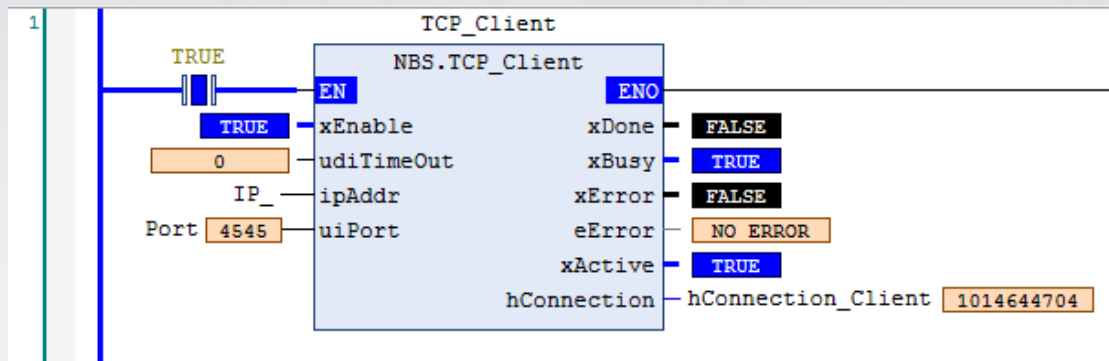 1
TCP_Client
TRUE
NBS.TCP_Client
EN ENO
TRUE xEnable xDone FALSE
0 udiTimeOut xBusy TRUE
IP_ ipAddr xError FALSE
Port 4545 uiPort eError NO ERROR
xActive TRUE
hConnection hConnection_Client 1014644704